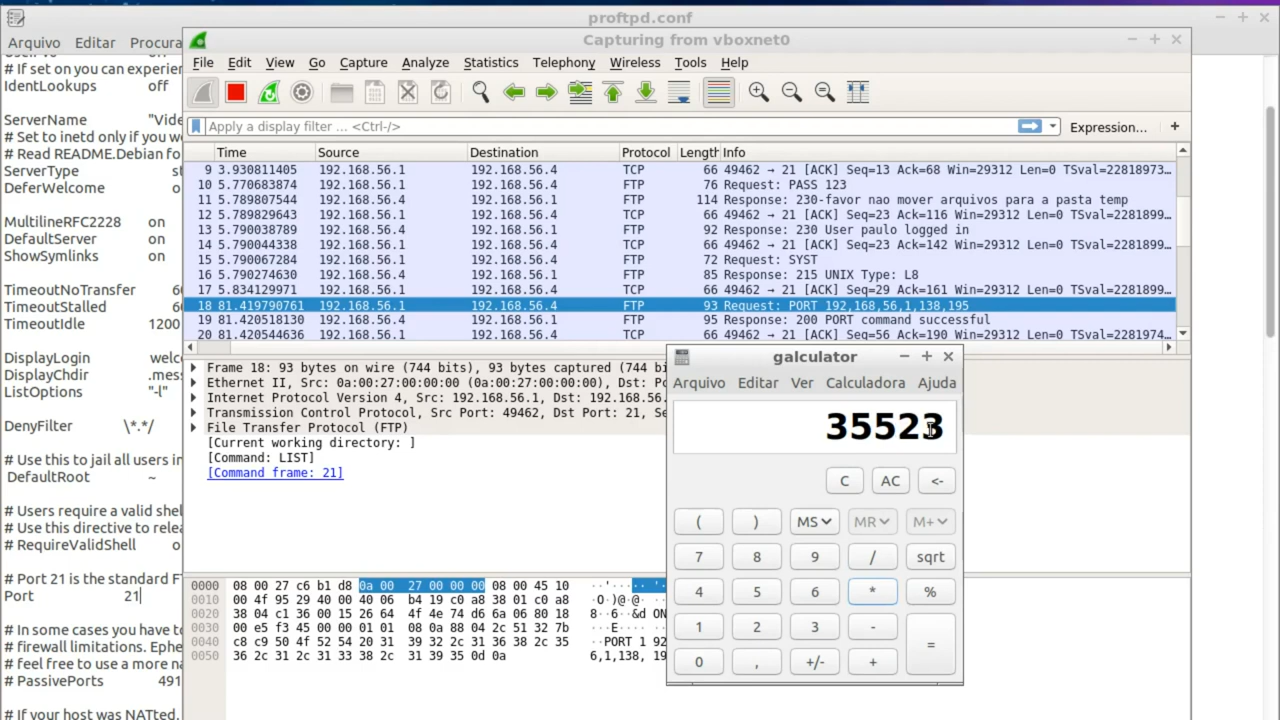 proftpd.conf
Arquivo Editar Procura
# If set on you can experien
IdentLookups off
ServerName "Vide
# Set to inetd only if you w
# Read README.Debian for
ServerType st
DeferWelcome o
MultilineRFC2228 on
DefaultServer on
ShowSymlinks on
TimeoutNoTransfer 60
TimeoutStalled 60
TimeoutIdle 1200
DisplayLogin welc
DisplayChdir .mes
ListOptions "-l"
DenyFilter \*.*/
# Use this to jail all users in
DefaultRoot ~
# Users require a valid shel
# Use this directive to relea
# RequireValidShell o
# Port 21 is the standard F
Port 21
# In some cases you have to
# firewall limitations. Ephe
# feel free to use a more na
# PassivePorts 491
# If your host was NATted,
Capturing from vboxnet0
File Edit View Go Capture Analyze Statistics Telephony Wireless Tools Help
Apply a display filter ... <Ctrl-/> Expression... +
Time Source Destination Protocol Length Info
9 3.930811405 192.168.56.1 192.168.56.4 TCP 66 49462 → 21 [ACK] Seq=13 Ack=68 Win=29312 Len=0 TSval=22818973…
10 5.770683874 192.168.56.1 192.168.56.4 FTP 76 Request: PASS 123
11 5.789807544 192.168.56.4 192.168.56.1 FTP 114 Response: 230-favor nao mover arquivos para a pasta temp
12 5.789829643 192.168.56.1 192.168.56.4 TCP 66 49462 → 21 [ACK] Seq=23 Ack=116 Win=29312 Len=0 TSval=2281899…
13 5.790038789 192.168.56.4 192.168.56.1 FTP 92 Response: 230 User paulo logged in
14 5.790044338 192.168.56.1 192.168.56.4 TCP 66 49462 → 21 [ACK] Seq=23 Ack=142 Win=29312 Len=0 TSval=2281899…
15 5.790067284 192.168.56.1 192.168.56.4 FTP 72 Request: SYST
16 5.790274630 192.168.56.4 192.168.56.1 FTP 85 Response: 215 UNIX Type: L8
17 5.834129971 192.168.56.1 192.168.56.4 TCP 66 49462 → 21 [ACK] Seq=29 Ack=161 Win=29312 Len=0 TSval=2281899…
18 81.419790761 192.168.56.1 192.168.56.4 FTP 93 Request: PORT 192,168,56,1,138,195
19 81.420518130 192.168.56.4 192.168.56.1 FTP 95 Response: 200 PORT command successful
20 81.420544636 192.168.56.1 192.168.56.4 TCP 66 49462 → 21 [ACK] Seq=56 Ack=190 Win=29312 Len=0 TSval=2281974…
Frame 18: 93 bytes on wire (744 bits), 93 bytes captured (744 bi
Ethernet II, Src: 0a:00:27:00:00:00 (0a:00:27:00:00:00), Dst: Pc
Internet Protocol Version 4, Src: 192.168.56.1, Dst: 192.168.56.
Transmission Control Protocol, Src Port: 49462, Dst Port: 21, Se
File Transfer Protocol (FTP)
[Current working directory: ]
[Command: LIST]
[Command frame: 21]
0000 08 00 27 c6 b1 d8 0a 00 27 00 00 00 08 00 45 10 ··'·····'·
0010 00 4f 95 29 40 00 40 06 b4 19 c0 a8 38 01 c0 a8 ·O·)@·@·
0020 38 04 c1 36 00 15 26 64 4f 4e 74 d6 6a 06 80 18 8··6··&d ON
0030 00 e5 f3 45 00 00 01 01 08 0a 88 04 2c 51 32 7b ···E····
0040 c8 c9 50 4f 52 54 20 31 39 32 2c 31 36 38 2c 35 ··PORT 1 92
0050 36 2c 31 2c 31 33 38 2c 31 39 35 0d 0a 6,1,138, 19
galculator
Arquivo Editar Ver Calculadora Ajuda
35523
C AC <-
( ) MS MR M+
7 8 9 / sqrt
4 5 6 * %
1 2 3 - =
0 , +/- +